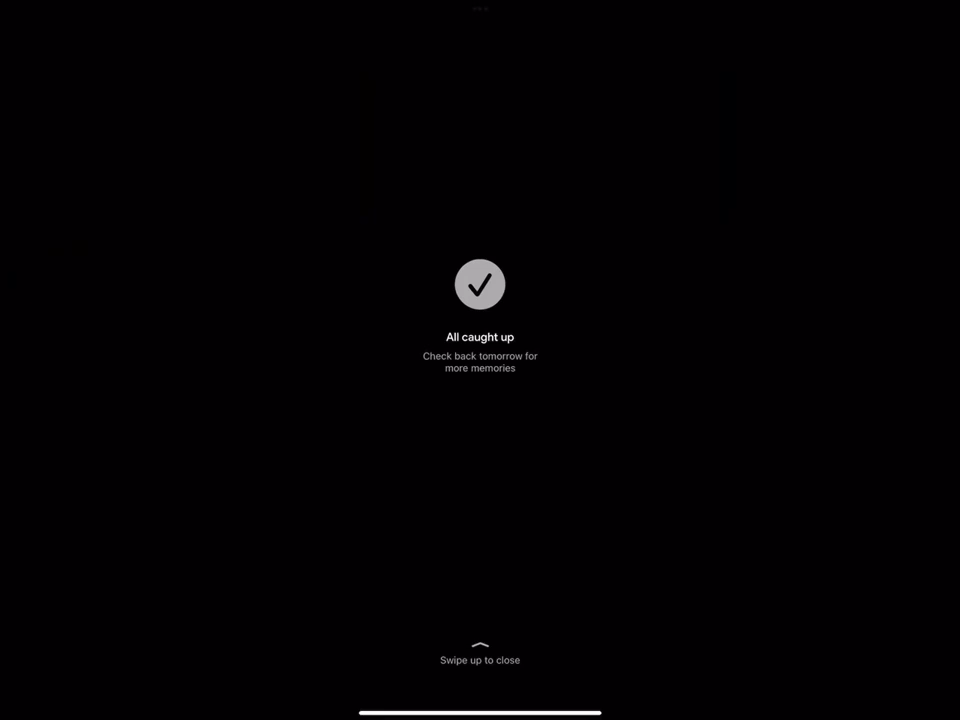 All caught up
Check back tomorrow for
more memories
Swipe up to close